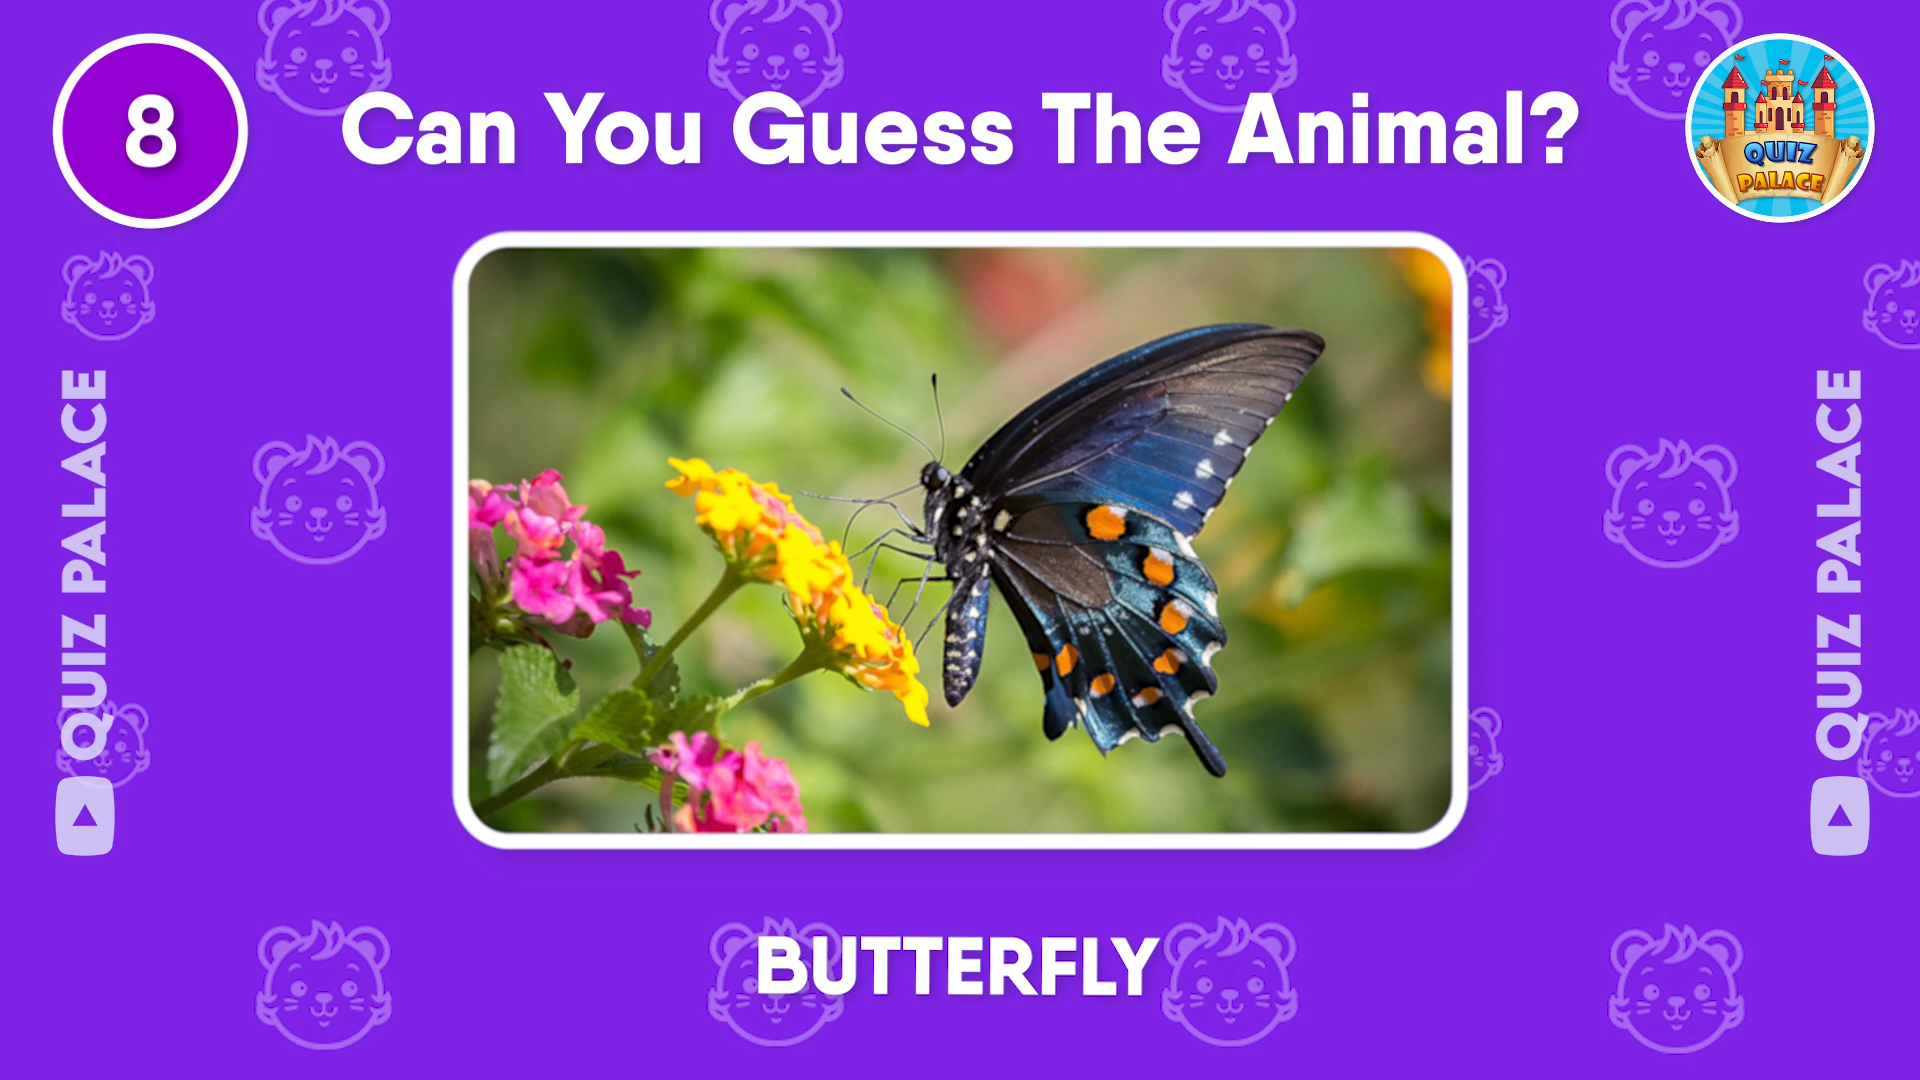 8
Can You Guess The Animal?
QUIZ
PALACE
QUIZ PALACE
QUIZ PALACE
BUTTERFLY